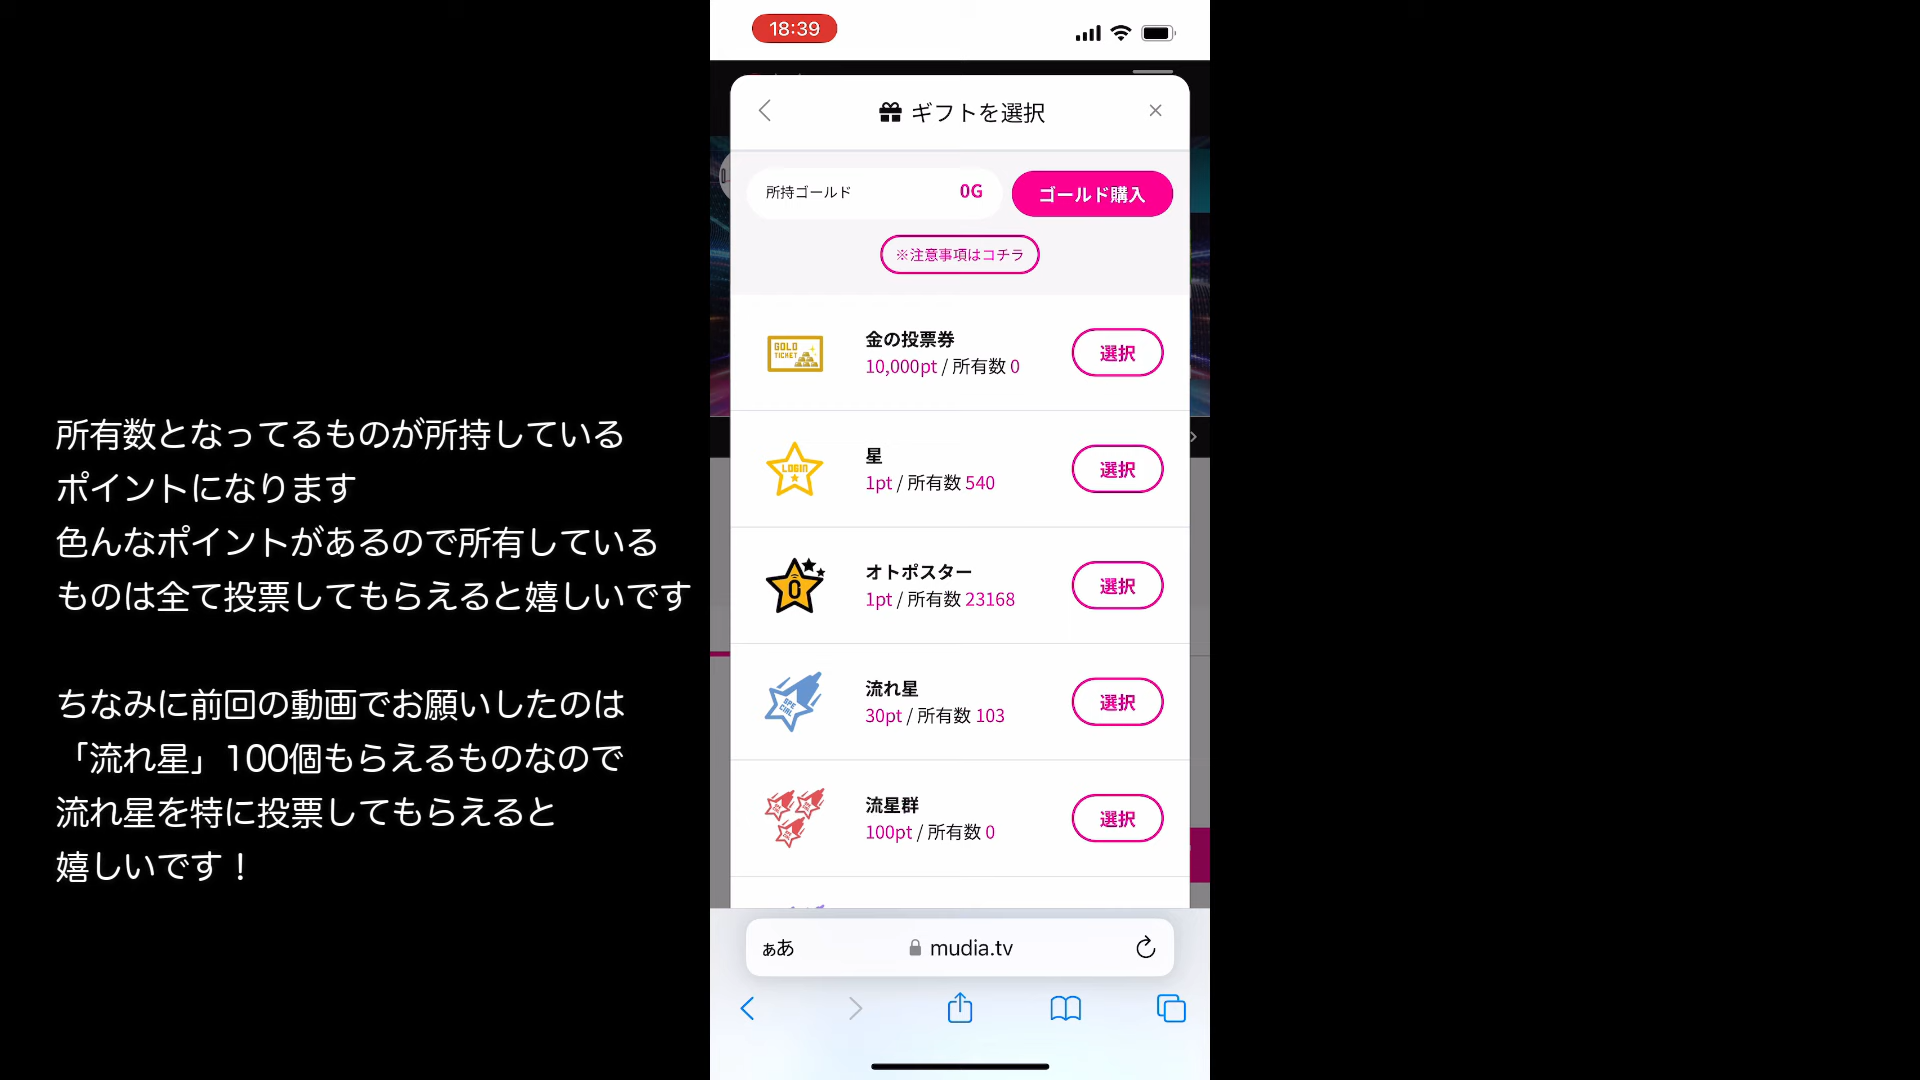 所有数となってるものが所持している
ポイントになります
色んなポイントがあるので所有している
ものは全て投票してもらえると嬉しいです
ちなみに前回の動画でお願いしたのは
「流れ星」100個もらえるものなので
流れ星を特に投票してもらえると
嬉しいです！
18:39
ギフトを選択
所持ゴールド 0G ゴールド購入
※注意事項はコチラ
GOLD
TICKET
金の投票券
10,000pt / 所有数 0
選択
LOGIN
星
1pt / 所有数 540
選択
オトポスター
1pt / 所有数 23168
選択
SPE
CIAL
流れ星
30pt / 所有数 103
選択
流星群
100pt / 所有数 0
選択
ぁあ mudia.tv